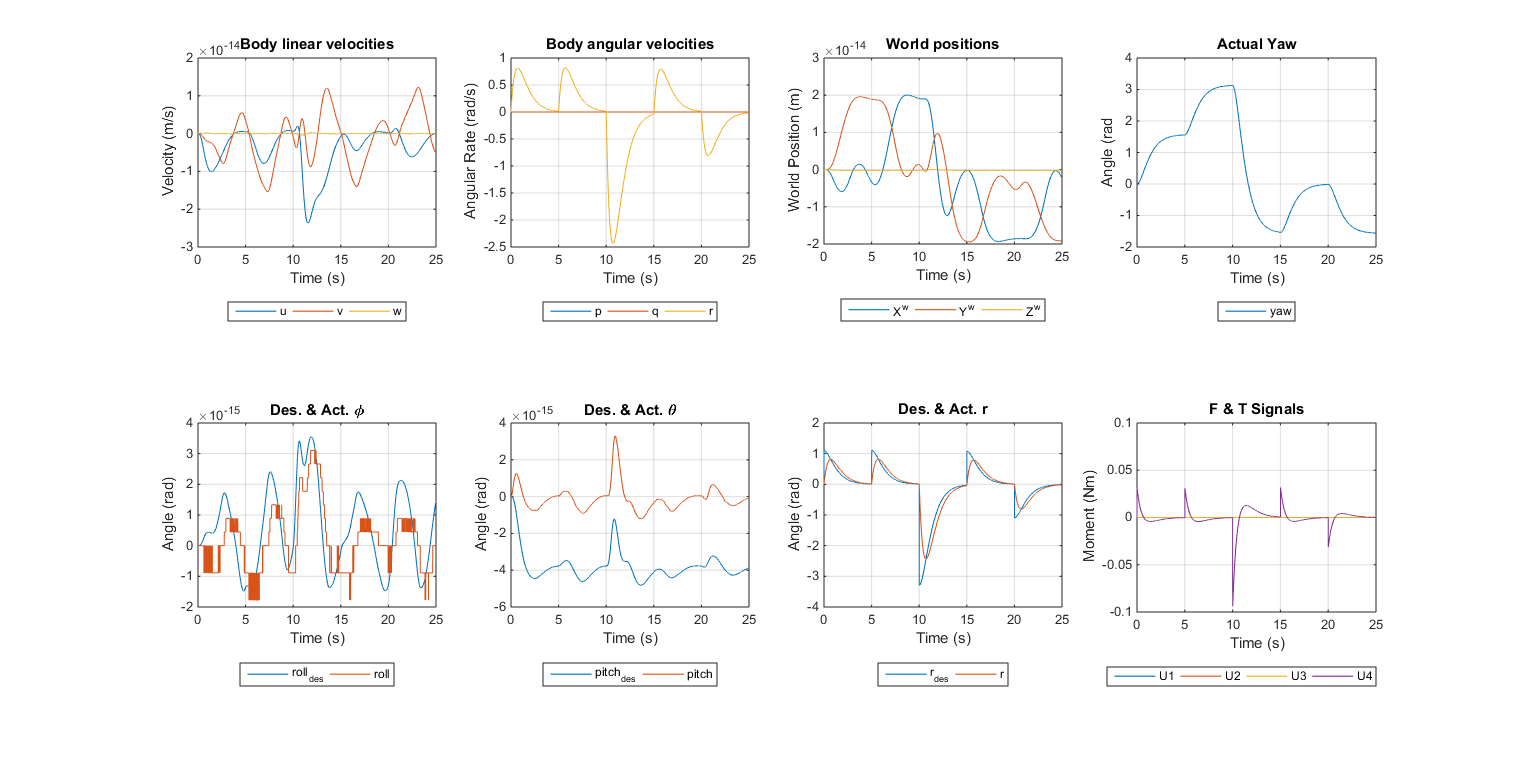 ×10-14 Body linear velocities
2
1
0
-1
-2
-3
Velocity (m/s)
0 5 10 15 20 25
Time (s)
u v w
Body angular velocities
1
0.5
0
-0.5
-1
-1.5
-2
-2.5
Angular Rate (rad/s)
0 5 10 15 20 25
Time (s)
p q r
×10-14 World positions
3
2
1
0
-1
-2
World Position (m)
0 5 10 15 20 25
Time (s)
Xw Yw Zw
Actual Yaw
4
3
2
1
0
-1
-2
Angle (rad
0 5 10 15 20 25
Time (s)
yaw
×10-15 Des. & Act. ϕ
4
3
2
1
0
-1
-2
Angle (rad)
0 5 10 15 20 25
Time (s)
rolldes roll
×10-15 Des. & Act. θ
4
2
0
-2
-4
-6
Angle (rad)
0 5 10 15 20 25
Time (s)
pitchdes pitch
Des. & Act. r
2
1
0
-1
-2
-3
-4
Angle (rad)
0 5 10 15 20 25
Time (s)
rdes r
F & T Signals
0.1
0.05
0
-0.05
-0.1
Moment (Nm)
0 5 10 15 20 25
Time (s)
U1 U2 U3 U4